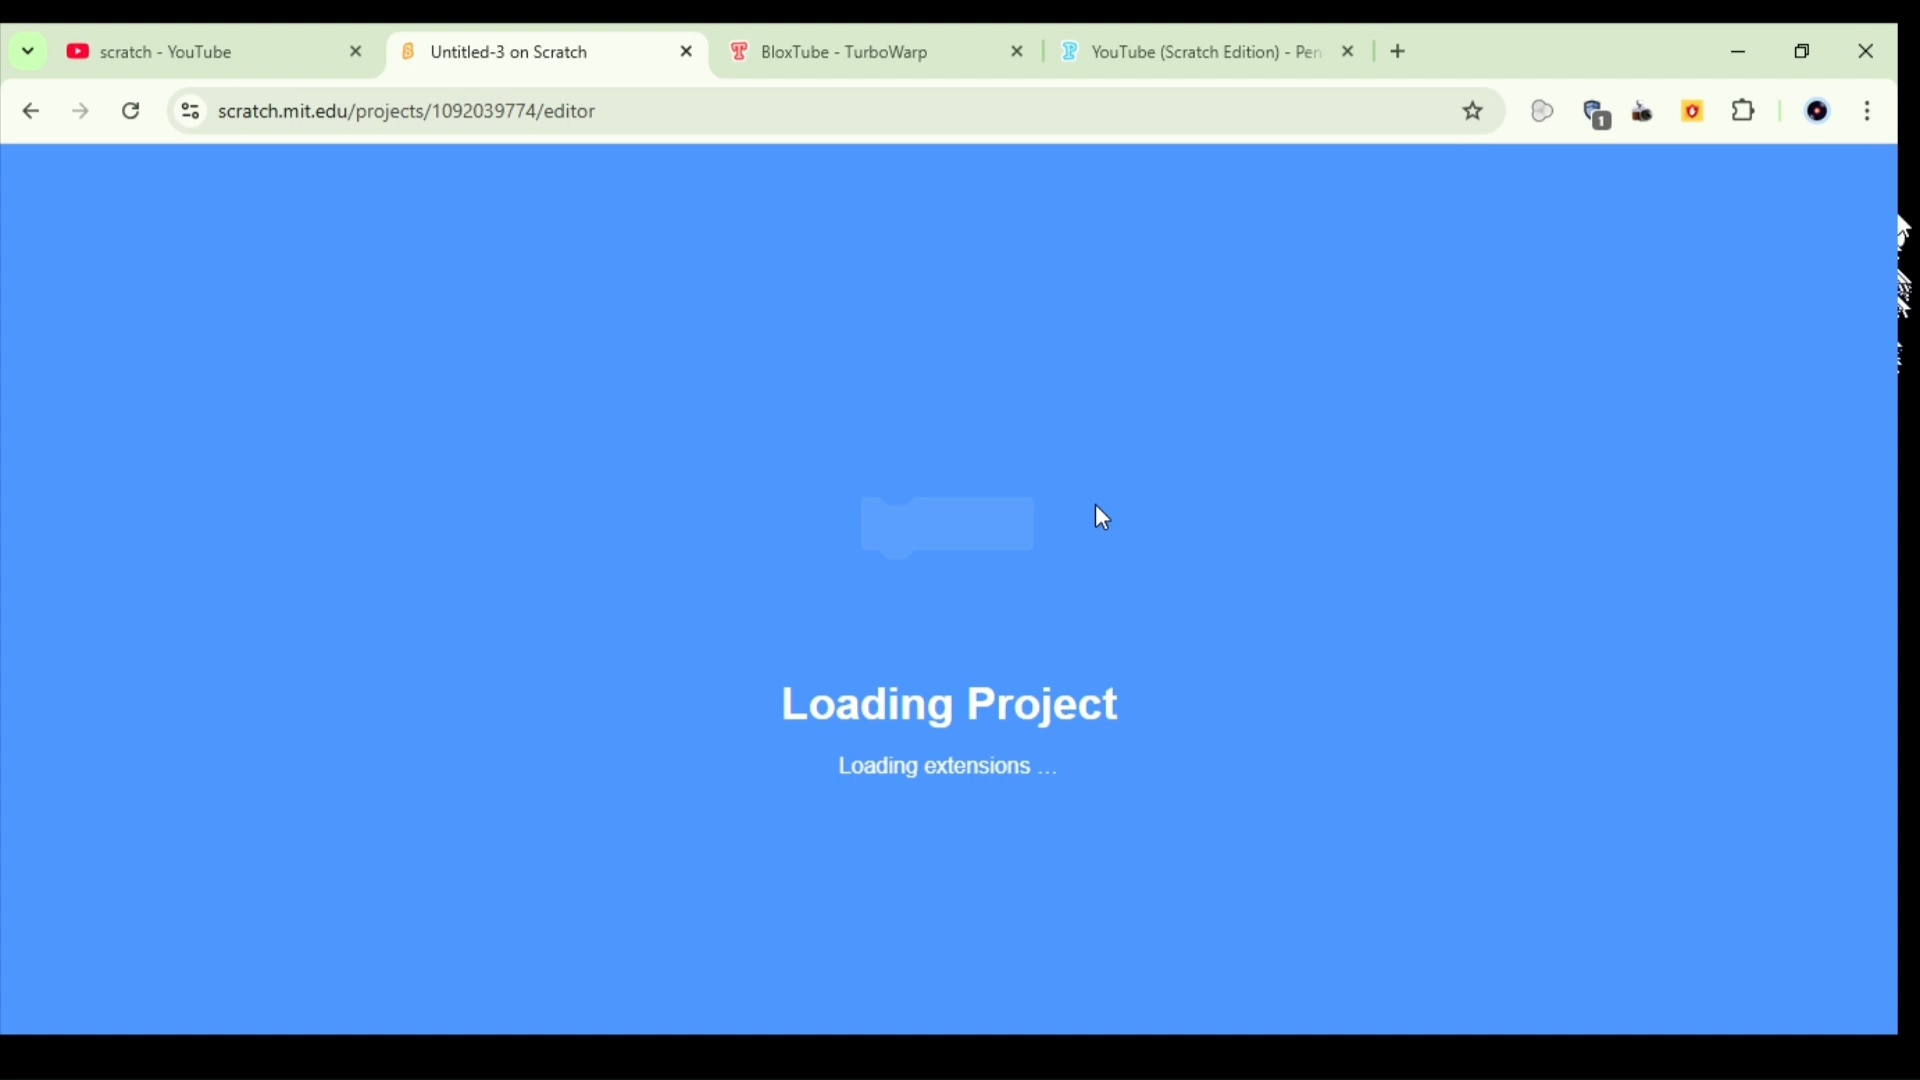 scratch - YouTube
Untitled-3 on Scratch
BloxTube - TurboWarp
YouTube (Scratch Edition) - Pen
scratch.mit.edu/projects/1092039774/editor
1
Loading Project
Loading extensions …